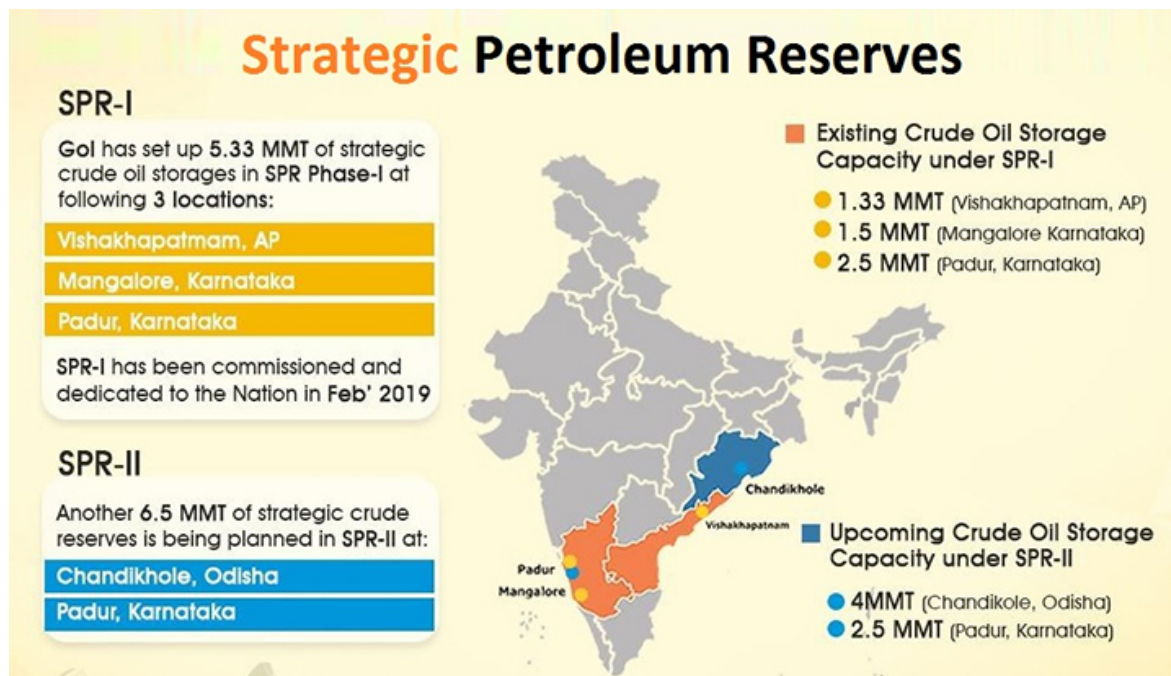 Strategic Petroleum Reserves
SPR-I
GoI has set up 5.33 MMT of strategic
crude oil storages in SPR Phase-I at
following 3 locations:
Vishakhapatmam, AP
Mangalore, Karnataka
Padur, Karnataka
SPR-I has been commissioned and
dedicated to the Nation in Feb' 2019
SPR-II
Another 6.5 MMT of strategic crude
reserves is being planned in SPR-II at:
Chandikhole, Odisha
Padur, Karnataka
Existing Crude Oil Storage
Capacity under SPR-I
1.33 MMT (Vishakhapatnam, AP)
1.5 MMT (Mangalore Karnataka)
2.5 MMT (Padur, Karnataka)
Chandikhole
Vishakhapatnam
Padur
Mangalore
Upcoming Crude Oil Storage
Capacity under SPR-II
4MMT (Chandikole, Odisha)
2.5 MMT (Padur, Karnataka)